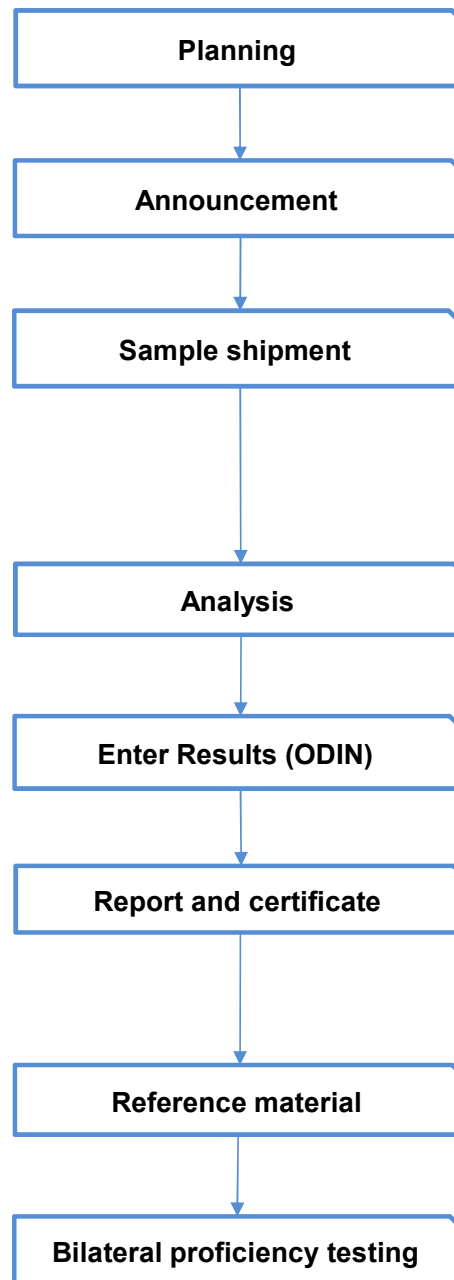 Planning
Announcement
Sample shipment
Analysis
Enter Results (ODIN)
Report and certificate
Reference material
Bilateral proficiency testing